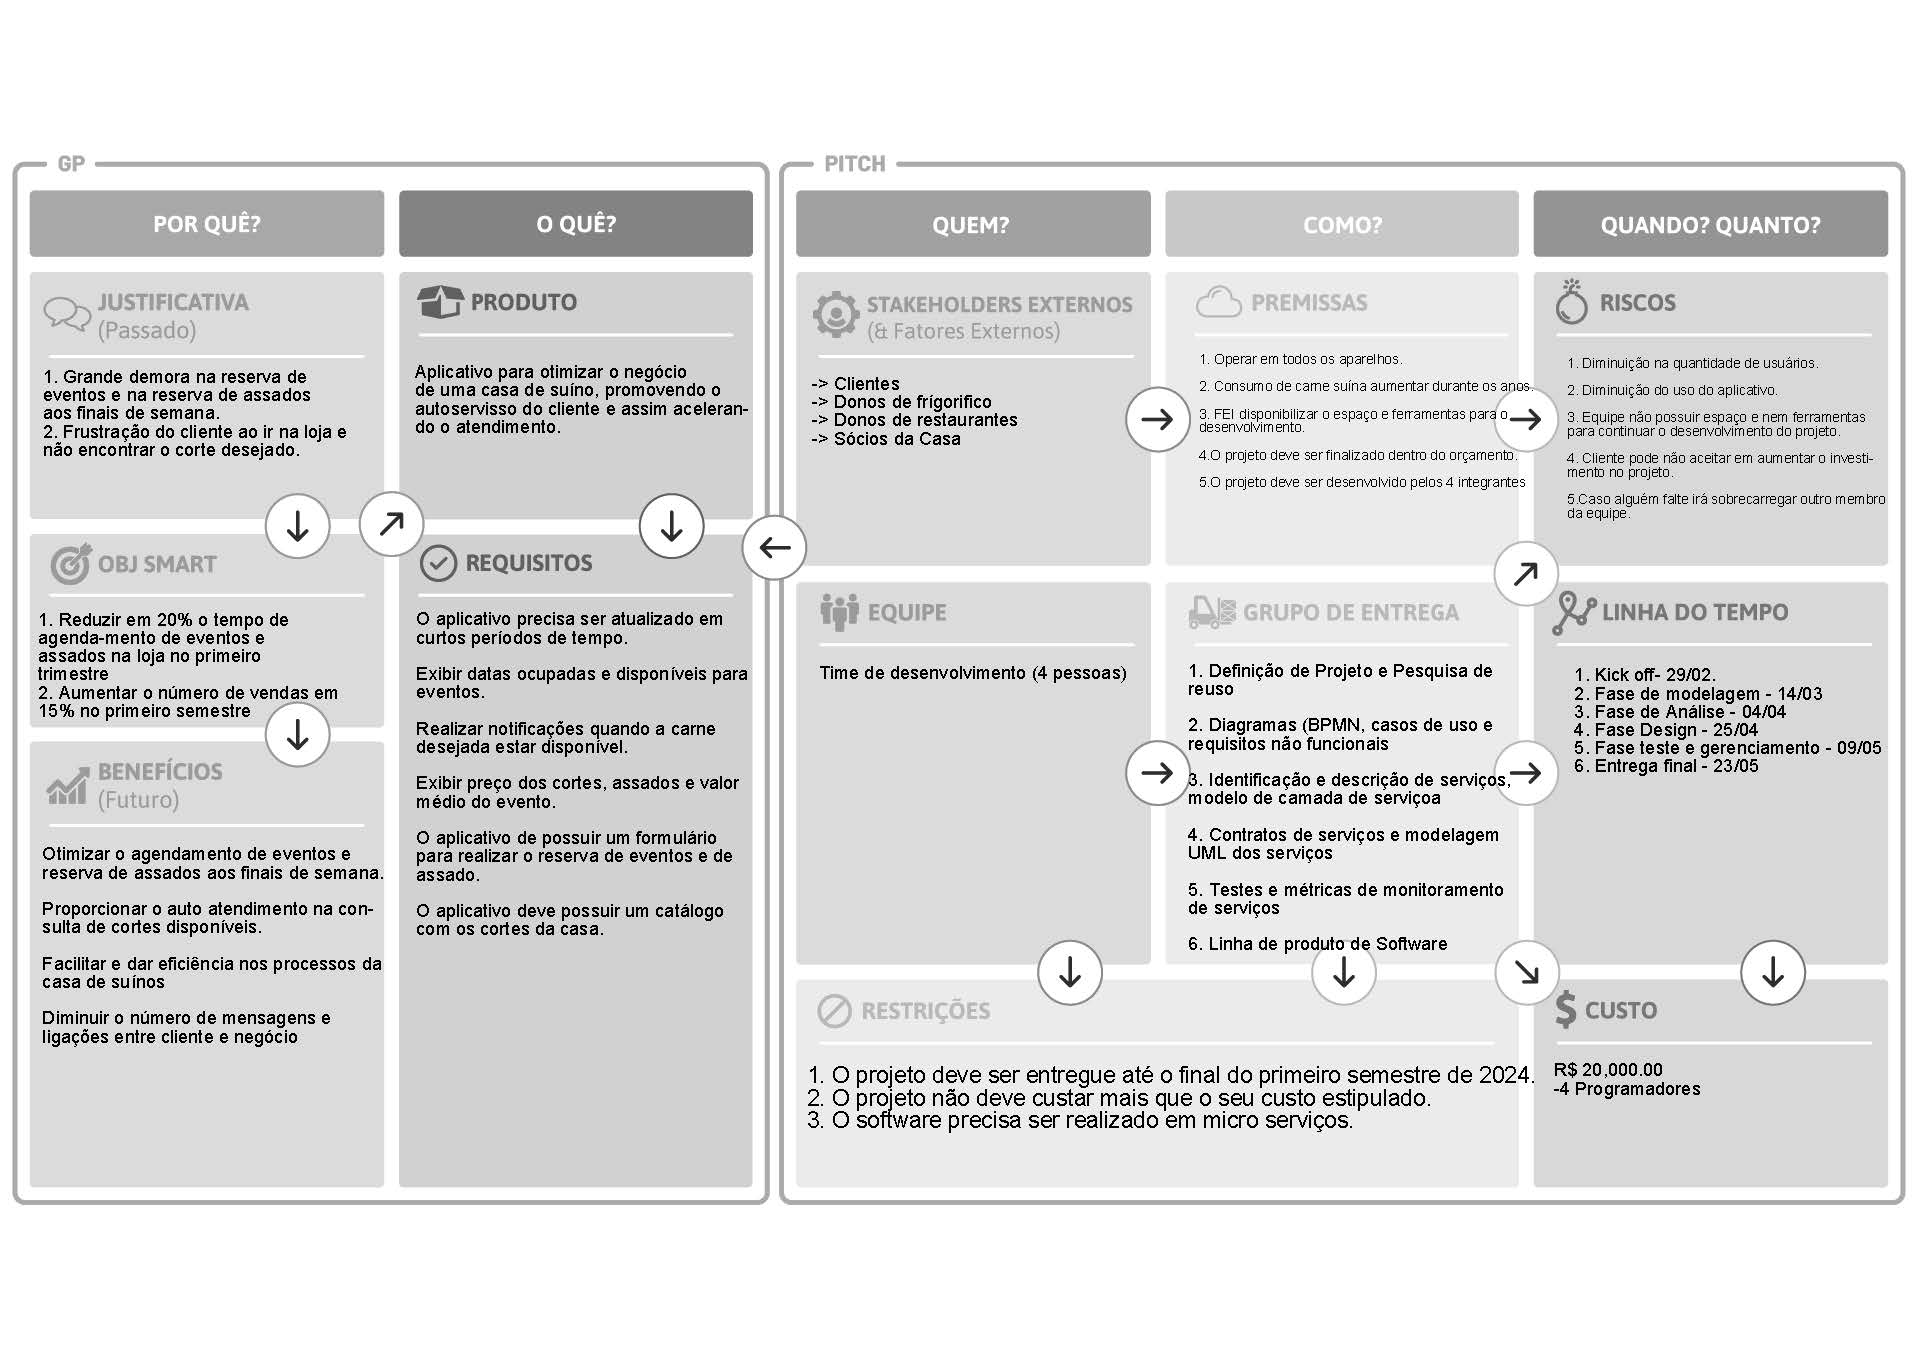 GP
POR QUÊ?
JUSTIFICATIVA
(Passado)
1. Grande demora na reserva de
eventos e na reserva de assados
aos finais de semana.
2. Frustração do cliente ao ir na loja e
não encontrar o corte desejado.
OBJ SMART
1. Reduzir em 20% o tempo de
agenda-mento de eventos e
assados na loja no primeiro
trimestre
2. Aumentar o número de vendas em
15% no primeiro semestre
BENEFÍCIOS
(Futuro)
Otimizar o agendamento de eventos e
reserva de assados aos finais de semana.
Proporcionar o auto atendimento na con-
sulta de cortes disponíveis.
Facilitar e dar eficiência nos processos da
casa de suínos
Diminuir o número de mensagens e
ligações entre cliente e negócio
O QUÊ?
PRODUTO
Aplicativo para otimizar o negócio
de uma casa de suíno, promovendo o
autoservisso do cliente e assim aceleran-
do o atendimento.
REQUISITOS
O aplicativo precisa ser atualizado em
curtos períodos de tempo.
Exibir datas ocupadas e disponíveis para
eventos.
Realizar notificações quando a carne
desejada estar disponível.
Exibir preço dos cortes, assados e valor
médio do evento.
O aplicativo de possuir um formulário
para realizar o reserva de eventos e de
assado.
O aplicativo deve possuir um catálogo
com os cortes da casa.
PITCH
QUEM?
STAKEHOLDERS EXTERNOS
(& Fatores Externos)
-> Clientes
-> Donos de frígorifico
-> Donos de restaurantes
-> Sócios da Casa
EQUIPE
Time de desenvolvimento (4 pessoas)
COMO?
PREMISSAS
1. Operar em todos os aparelhos.
2. Consumo de carne suína aumentar durante os anos.
3. FEI disponibilizar o espaço e ferramentas para o
desenvolvimento.
4.O projeto deve ser finalizado dentro do orçamento.
5.O projeto deve ser desenvolvido pelos 4 integrantes
GRUPO DE ENTREGA
1. Definição de Projeto e Pesquisa de
reuso
2. Diagramas (BPMN, casos de uso e
requisitos não funcionais
3. Identificação e descrição de serviços,
modelo de camada de serviçoa
4. Contratos de serviços e modelagem
UML dos serviços
5. Testes e métricas de monitoramento
de serviços
6. Linha de produto de Software
RESTRIÇÕES
1. O projeto deve ser entregue até o final do primeiro semestre de 2024.
2. O projeto não deve custar mais que o seu custo estipulado.
3. O software precisa ser realizado em micro serviços.
QUANDO? QUANTO?
RISCOS
1. Diminuição na quantidade de usuários.
2. Diminuição do uso do aplicativo.
3. Equipe não possuir espaço e nem ferramentas
para continuar o desenvolvimento do projeto.
4. Cliente pode não aceitar em aumentar o investi-
mento no projeto.
5.Caso alguém falte irá sobrecarregar outro membro
da equipe.
LINHA DO TEMPO
1. Kick off- 29/02.
2. Fase de modelagem - 14/03
3. Fase de Análise - 04/04
4. Fase Design - 25/04
5. Fase teste e gerenciamento - 09/05
6. Entrega final - 23/05
$ CUSTO
R$ 20,000.00
-4 Programadores